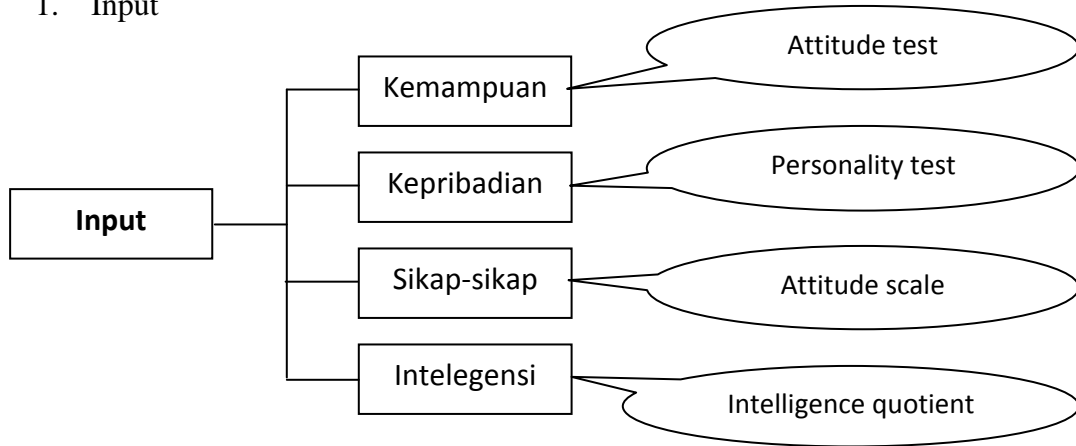 1. Input
Kemampuan
Attitude test
Kepribadian
Personality test
Input
Sikap-sikap
Attitude scale
Intelegensi
Intelligence quotient